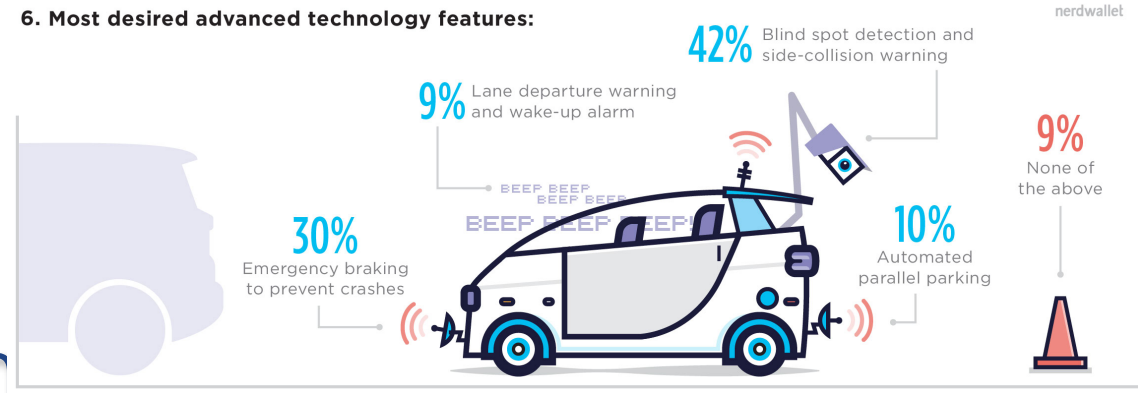 6. Most desired advanced technology features:
nerdwallet
42%
Blind spot detection and
side-collision warning
9%
Lane departure warning
and wake-up alarm
9%
None of
the above
BEEP BEEP
BEEP BEEP
BEEP BEEP BEEP!
30%
Emergency braking
to prevent crashes
10%
Automated
parallel parking